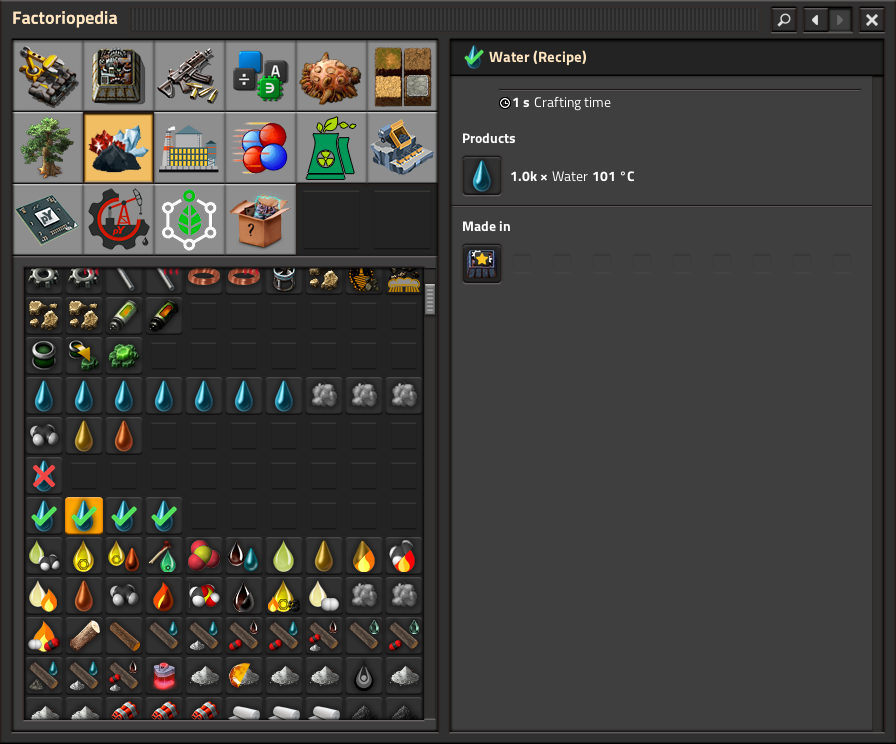 Factoriopedia
Water (Recipe)
1 s Crafting time
Products
1.0k × Water 101 °C
Made in